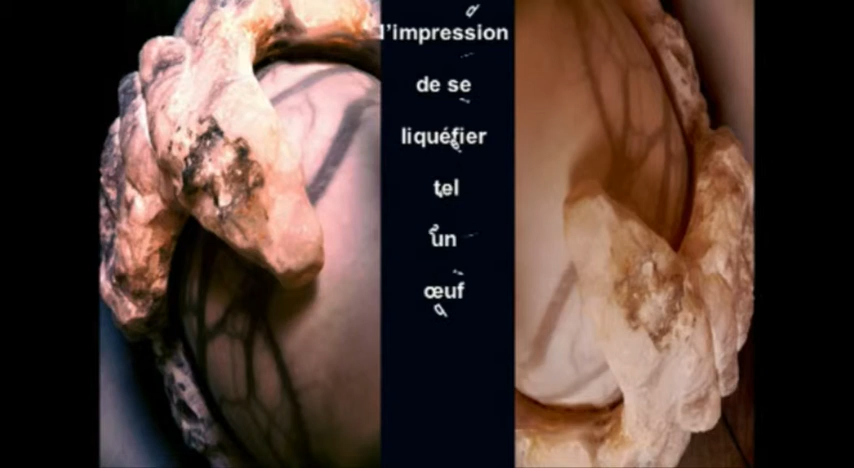 l'impression
de se
liquéfier
tel
un
œuf